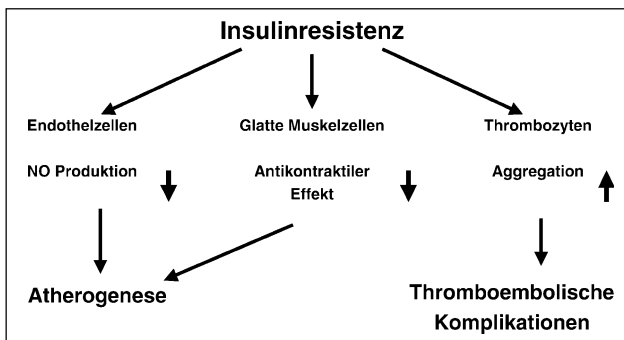 Insulinresistenz
Endothelzellen Glatte Muskelzellen Thrombozyten
NO Produktion Antikontraktiler Aggregation
Effekt
Atherogenese
Thromboembolische
Komplikationen